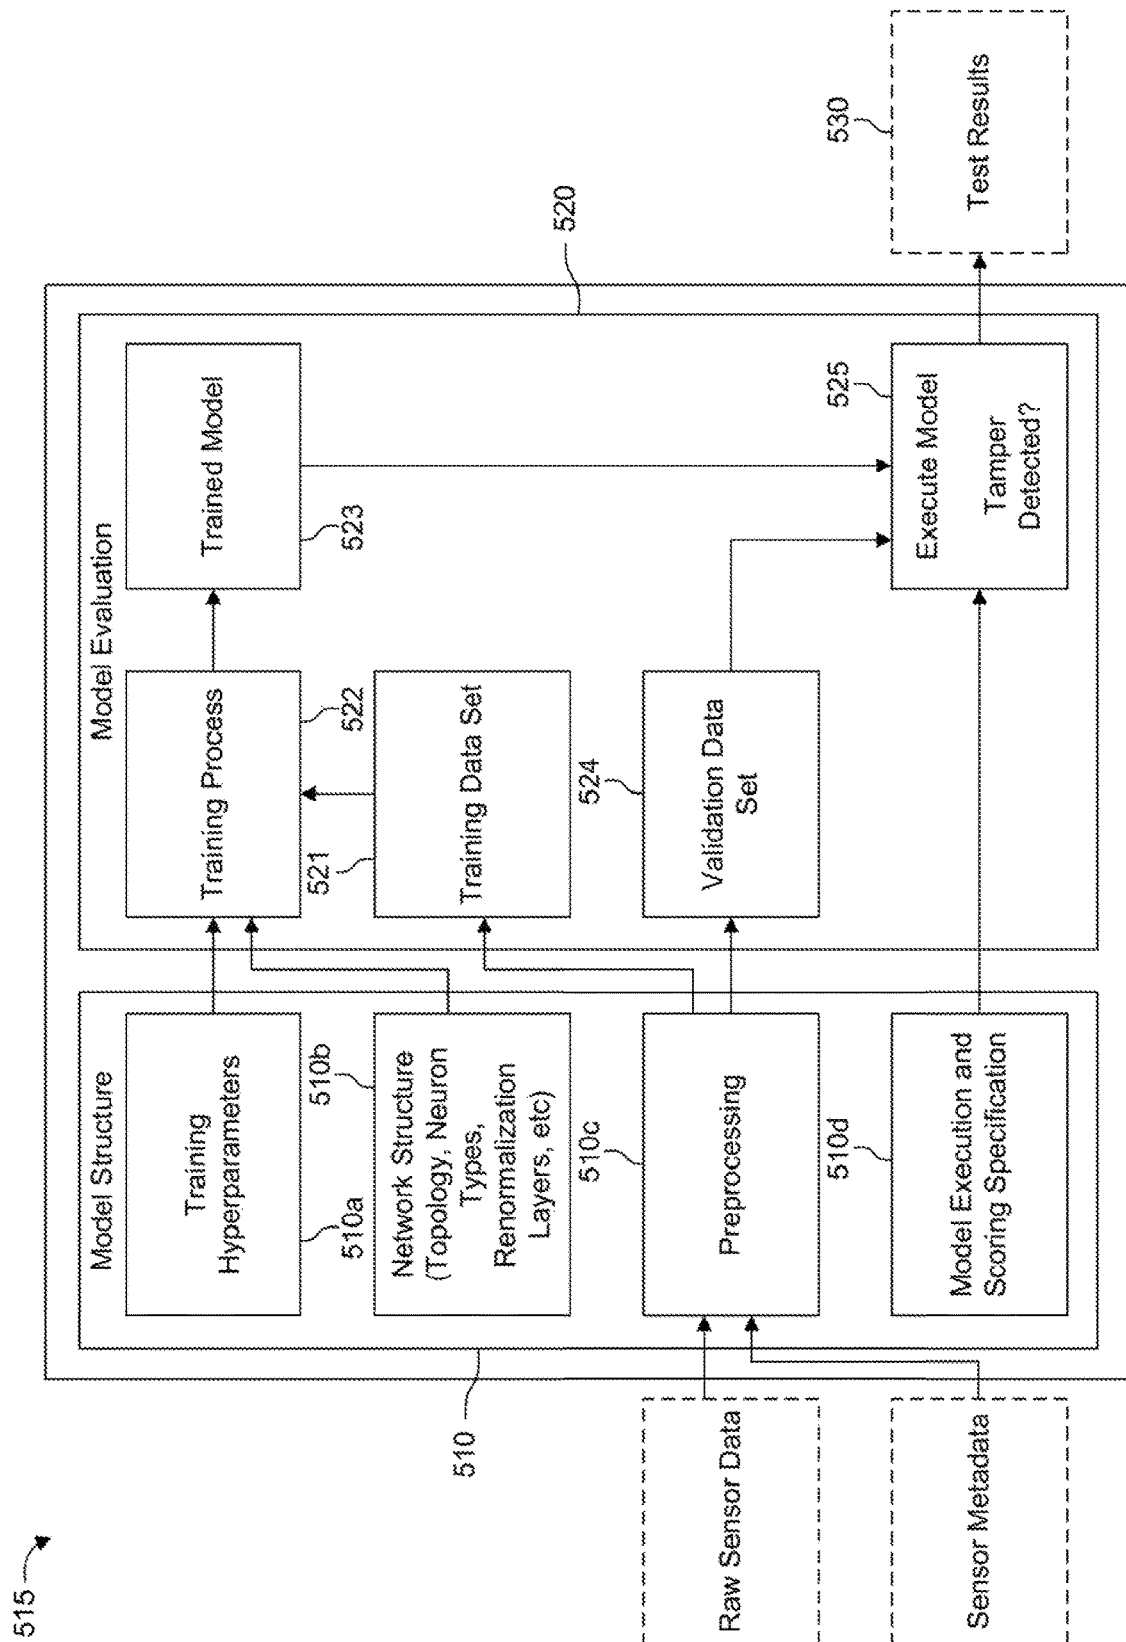 515
Model Structure
Training
Hyperparameters
510a
510b
Network Structure
(Topology, Neuron
Types,
Renormalization
Layers, etc)
510c
Preprocessing
510d
Model Execution and
Scoring Specification
510
Raw Sensor Data
Sensor Metadata
Model Evaluation
Training Process
522
521
Training Data Set
524
Validation Data
Set
Trained Model
523
525
Execute Model
Tamper
Detected?
520
530
Test Results